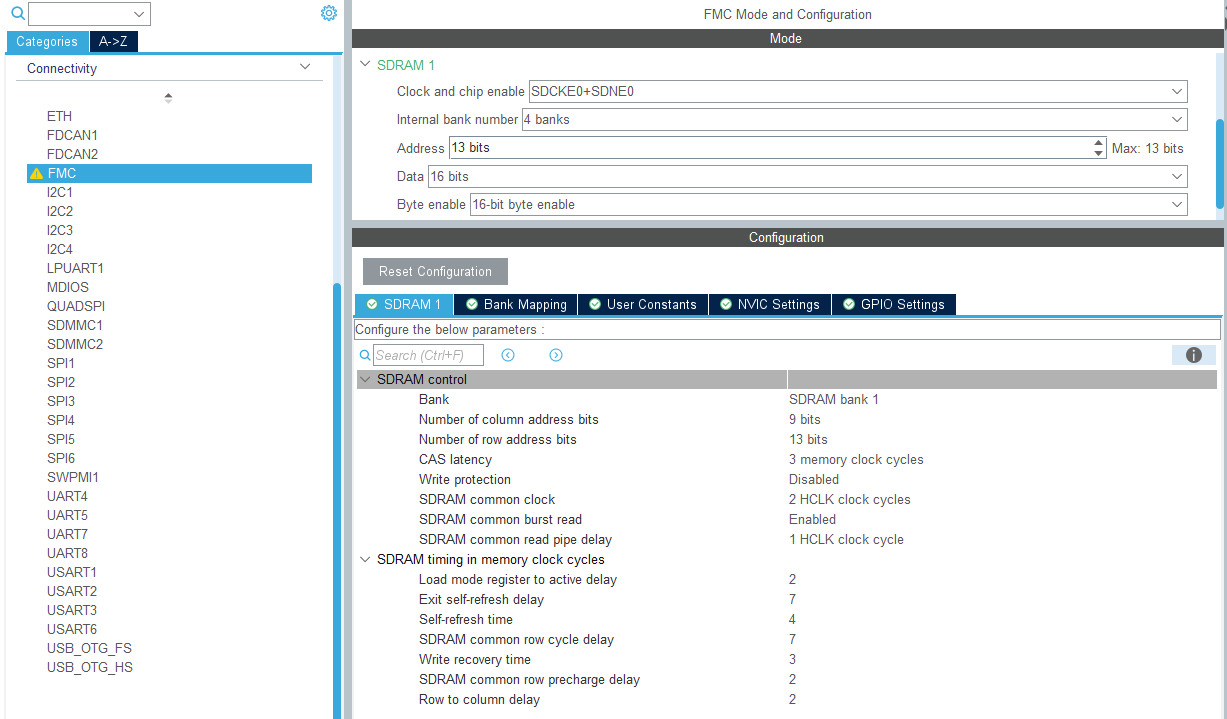 Categories
A->Z
Connectivity
ETH
FDCAN1
FDCAN2
FMC
I2C1
I2C2
I2C3
I2C4
LPUART1
MDIOS
QUADSPI
SDMMC1
SDMMC2
SPI1
SPI2
SPI3
SPI4
SPI5
SPI6
SWPMI1
UART4
UART5
UART7
UART8
USART1
USART2
USART3
USART6
USB_OTG_FS
USB_OTG_HS
FMC Mode and Configuration
Mode
SDRAM 1
Clock and chip enable SDCKE0+SDNE0
Internal bank number 4 banks
Address 13 bits Max: 13 bits
Data 16 bits
Byte enable 16-bit byte enable
Configuration
Reset Configuration
SDRAM 1 Bank Mapping User Constants NVIC Settings GPIO Settings
Configure the below parameters :
Search (Ctrl+F)
SDRAM control
Bank SDRAM bank 1
Number of column address bits 9 bits
Number of row address bits 13 bits
CAS latency 3 memory clock cycles
Write protection Disabled
SDRAM common clock 2 HCLK clock cycles
SDRAM common burst read Enabled
SDRAM common read pipe delay 1 HCLK clock cycle
SDRAM timing in memory clock cycles
Load mode register to active delay 2
Exit self-refresh delay 7
Self-refresh time 4
SDRAM common row cycle delay 7
Write recovery time 3
SDRAM common row precharge delay 2
Row to column delay 2